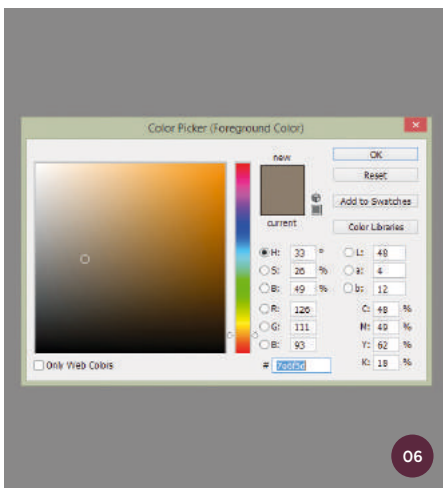 Color Picker (Foreground Color)
new
current
OK
Reset
Add to Swatches
Color Libraries
H: 33 °
S: 26 %
B: 49 %
R: 126
G: 111
B: 93
L: 48
a: 4
b: 12
C: 48 %
M: 49 %
Y: 62 %
K: 18 %
# 7e6f5d
Only Web Colors
06